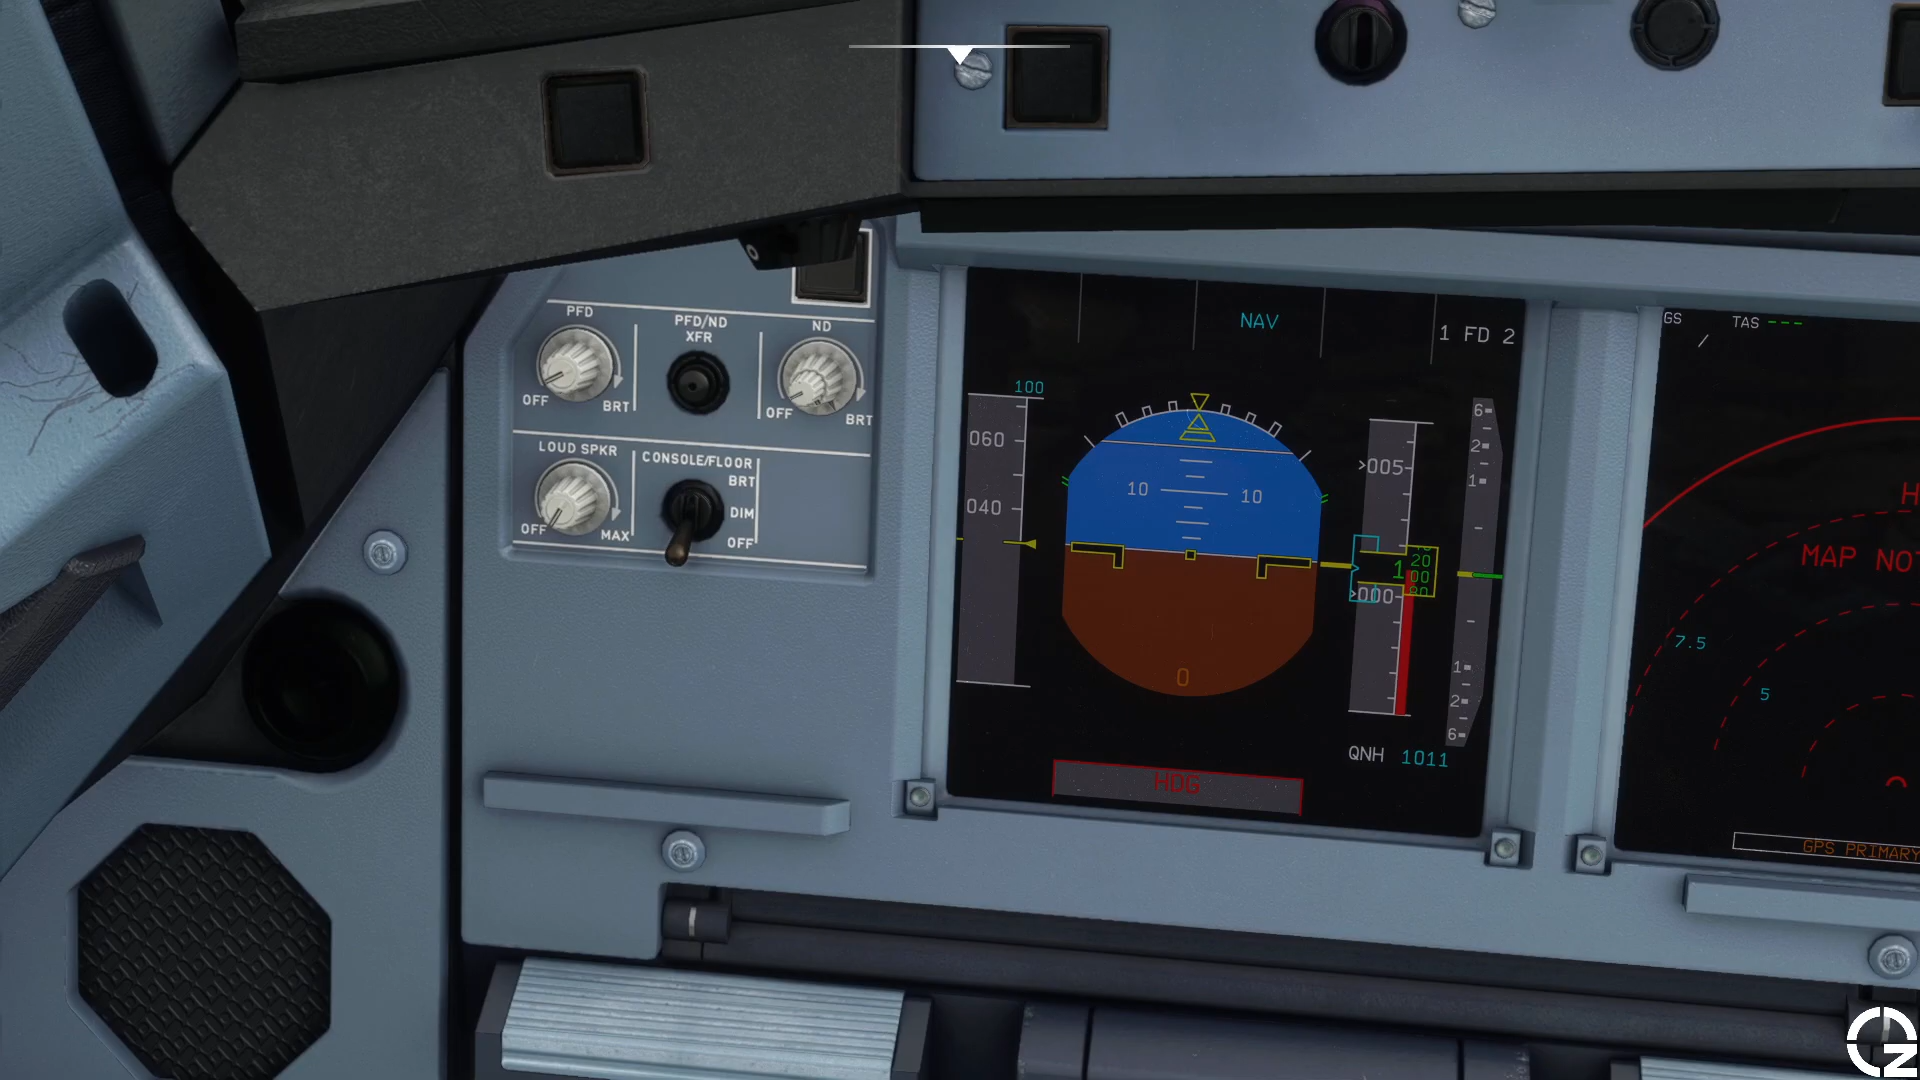 PFD
PFD/ND
XFR
ND
OFF
BRT
OFF
BRT
LOUD SPKR
CONSOLE/FLOOR
BRT
DIM
OFF
OFF
MAX
NAV
1 FD 2
100
060
040
10
10
0
005
1
20
00
000
6
2
1
1
2
6
QNH 1011
HDG
GS
TAS ---
MAP
7.5
5
GPS PRIMARY